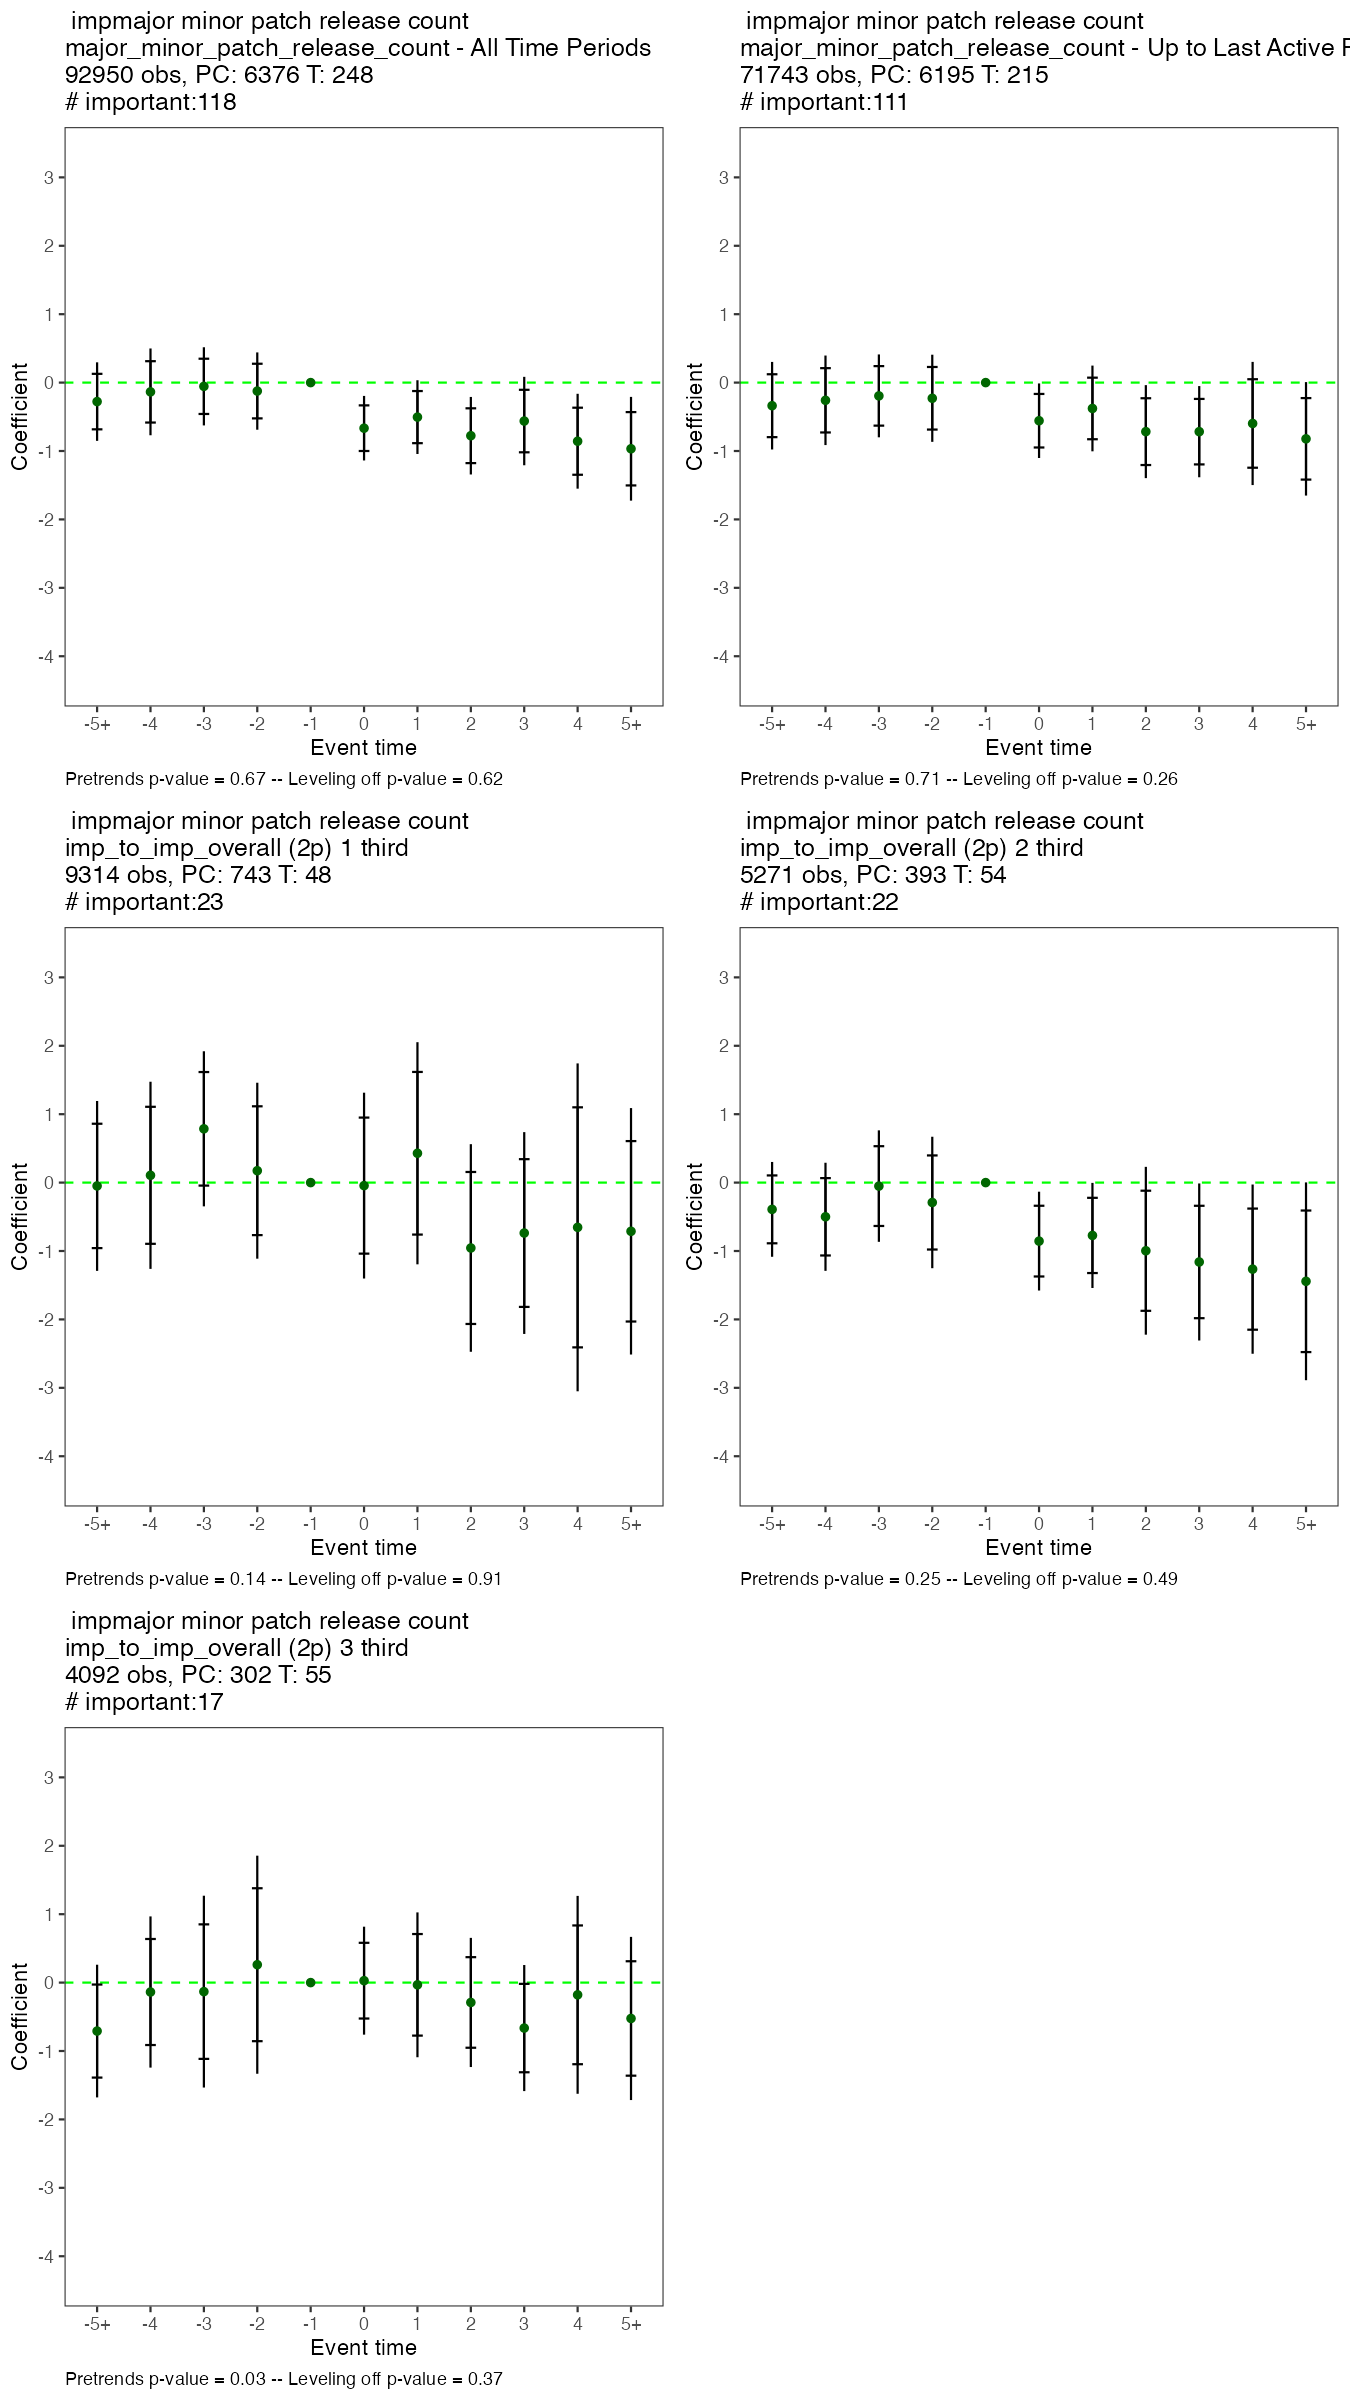 impmajor minor patch release count
major_minor_patch_release_count - All Time Periods
92950 obs, PC: 6376 T: 248
# important:118
3
2
1
0
-1
-2
-3
-4
Coefficient
-5+ -4 -3 -2 -1 0 1 2 3 4 5+
Event time
Pretrends p-value = 0.67 -- Leveling off p-value = 0.62
impmajor minor patch release count
major_minor_patch_release_count - Up to Last Active
71743 obs, PC: 6195 T: 215
# important:111
3
2
1
0
-1
-2
-3
-4
Coefficient
-5+ -4 -3 -2 -1 0 1 2 3 4 5+
Event time
Pretrends p-value = 0.71 -- Leveling off p-value = 0.26
impmajor minor patch release count
imp_to_imp_overall (2p) 1 third
9314 obs, PC: 743 T: 48
# important:23
3
2
1
0
-1
-2
-3
-4
Coefficient
-5+ -4 -3 -2 -1 0 1 2 3 4 5+
Event time
Pretrends p-value = 0.14 -- Leveling off p-value = 0.91
impmajor minor patch release count
imp_to_imp_overall (2p) 2 third
5271 obs, PC: 393 T: 54
# important:22
3
2
1
0
-1
-2
-3
-4
Coefficient
-5+ -4 -3 -2 -1 0 1 2 3 4 5+
Event time
Pretrends p-value = 0.25 -- Leveling off p-value = 0.49
impmajor minor patch release count
imp_to_imp_overall (2p) 3 third
4092 obs, PC: 302 T: 55
# important:17
3
2
1
0
-1
-2
-3
-4
Coefficient
-5+ -4 -3 -2 -1 0 1 2 3 4 5+
Event time
Pretrends p-value = 0.03 -- Leveling off p-value = 0.37